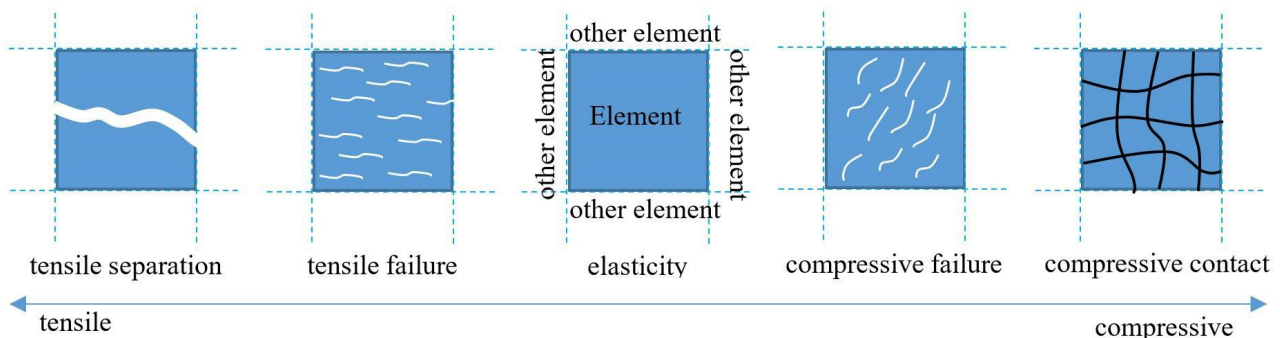 other element
other element
Element
other element
other element
tensile separation
tensile failure
elasticity
compressive failure
compressive contact
tensile
compressive